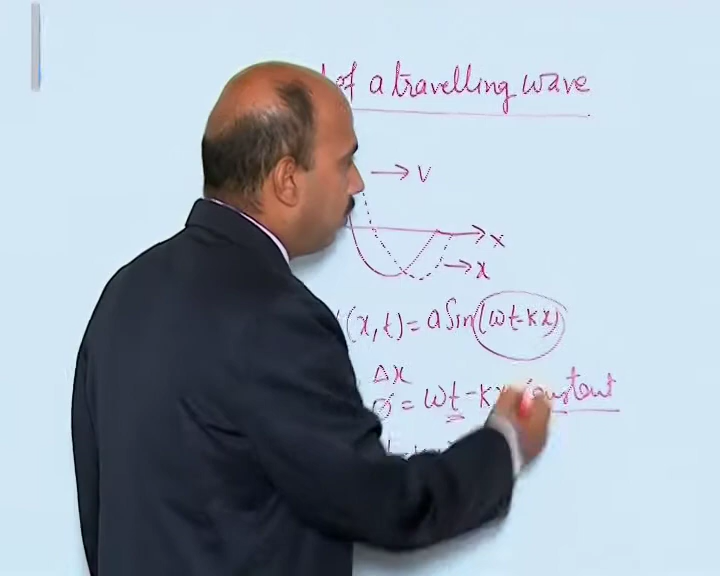 of a travelling wave
→ V
→ x
→ x
(x,t) = a Sin (ωt-kx)
Δx
φ = ωt - Kx